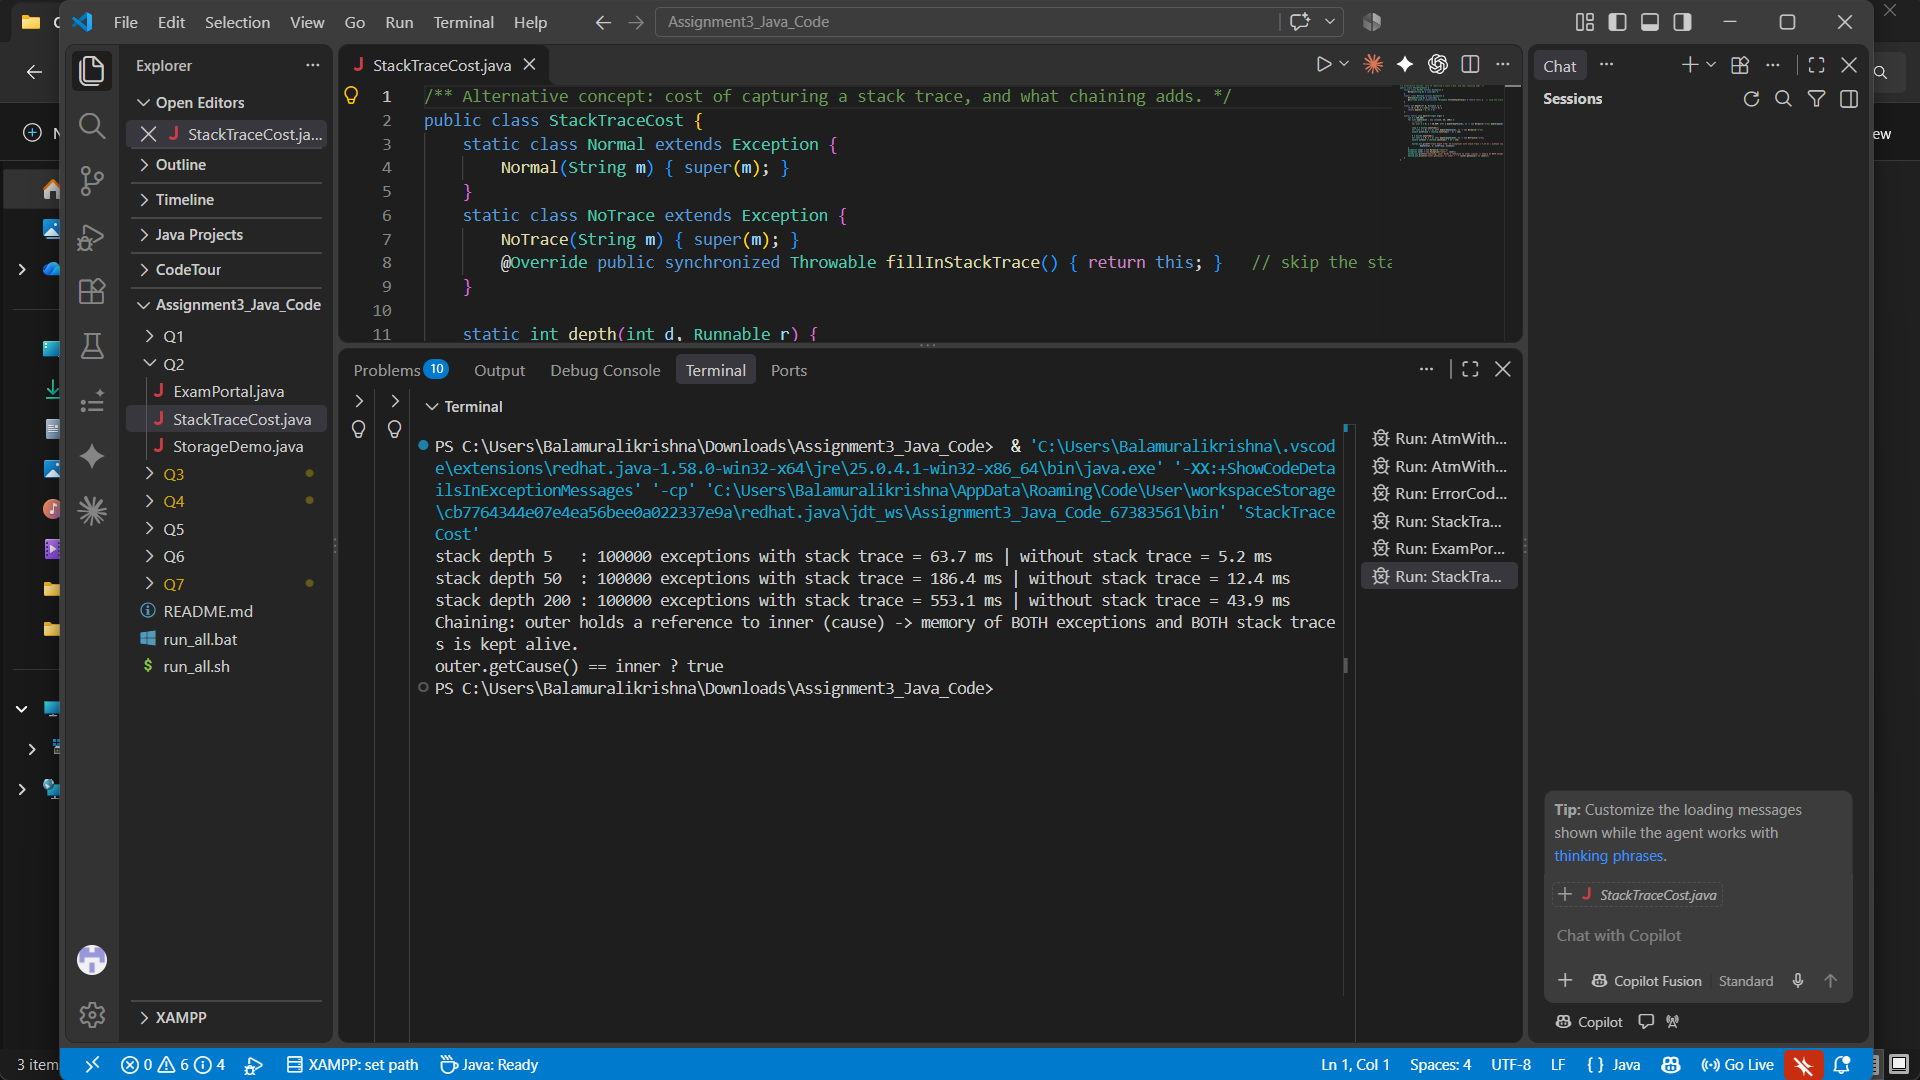 File Edit Selection View Go Run Terminal Help
Assignment3_Java_Code
Explorer
Open Editors
StackTraceCost.ja...
Outline
Timeline
Java Projects
CodeTour
Assignment3_Java_Code
Q1
Q2
ExamPortal.java
StackTraceCost.java
StorageDemo.java
Q3
Q4
Q5
Q6
Q7
README.md
run_all.bat
run_all.sh
XAMPP
StackTraceCost.java
1 /** Alternative concept: cost of capturing a stack trace, and what chaining adds. */
2 public class StackTraceCost {
3 static class Normal extends Exception {
4 Normal(String m) { super(m); }
5 }
6 static class NoTrace extends Exception {
7 NoTrace(String m) { super(m); }
8 @Override public synchronized Throwable fillInStackTrace() { return this; } // skip the sta
9 }
10
11 static int depth(int d, Runnable r) {
Problems 10 Output Debug Console Terminal Ports
Terminal
PS C:\Users\Balamuralikrishna\Downloads\Assignment3_Java_Code> & 'C:\Users\Balamuralikrishna\.vscod
e\extensions\redhat.java-1.58.0-win32-x64\jre\25.0.4.1-win32-x86_64\bin\java.exe' '-XX:+ShowCodeDeta
ilsInExceptionMessages' '-cp' 'C:\Users\Balamuralikrishna\AppData\Roaming\Code\User\workspaceStorage
\cb7764344e07e4ea56bee0a022337e9a\redhat.java\jdt_ws\Assignment3_Java_Code_67383561\bin' 'StackTrace
Cost'
stack depth 5 : 100000 exceptions with stack trace = 63.7 ms | without stack trace = 5.2 ms
stack depth 50 : 100000 exceptions with stack trace = 186.4 ms | without stack trace = 12.4 ms
stack depth 200 : 100000 exceptions with stack trace = 553.1 ms | without stack trace = 43.9 ms
Chaining: outer holds a reference to inner (cause) -> memory of BOTH exceptions and BOTH stack trace
s is kept alive.
outer.getCause() == inner ? true
PS C:\Users\Balamuralikrishna\Downloads\Assignment3_Java_Code>
Run: AtmWith...
Run: AtmWith...
Run: ErrorCod...
Run: StackTra...
Run: ExamPor...
Run: StackTra...
Chat
Sessions
Tip: Customize the loading messages
shown while the agent works with
thinking phrases.
StackTraceCost.java
Chat with Copilot
Copilot Fusion Standard
Copilot
ew
3 item
0 6 4 XAMPP: set path Java: Ready
Ln 1, Col 1 Spaces: 4 UTF-8 LF { } Java Go Live